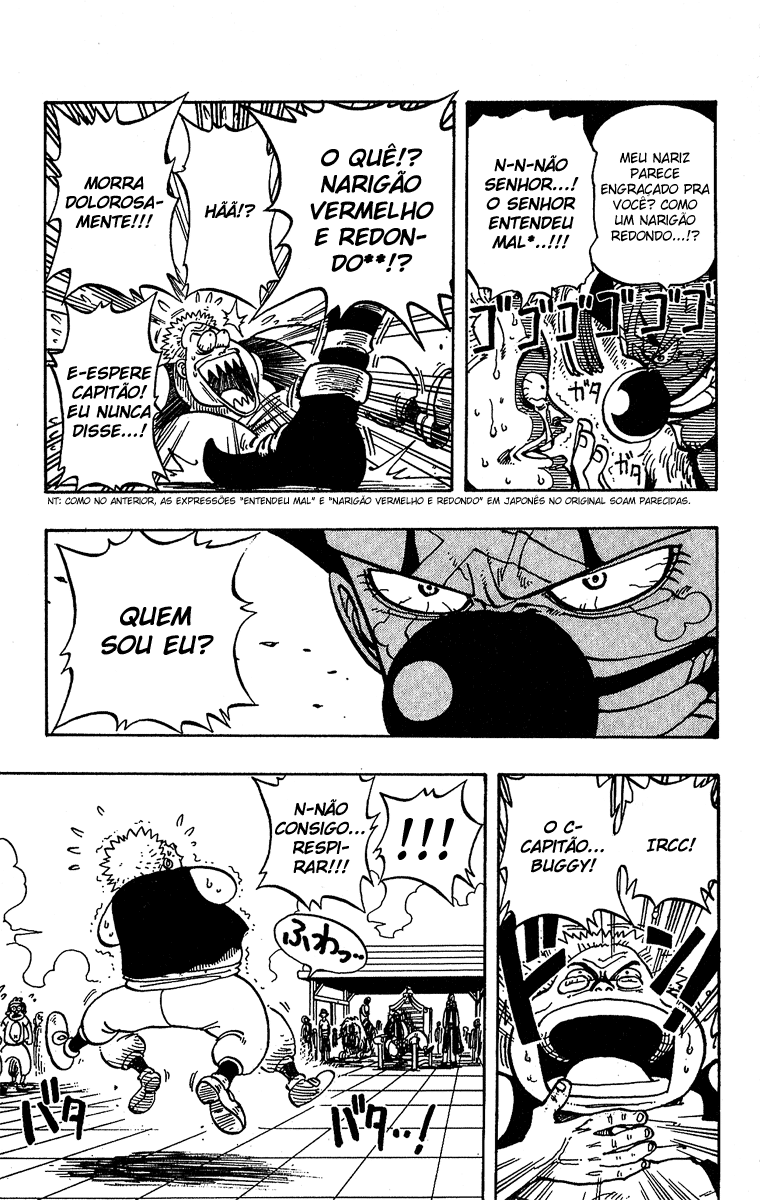 MEU NARIZ
PARECE
ENGRAÇADO PRA
VOCÊ? COMO
UM NARIGÃO
REDONDO...!?
N-N-NÃO
SENHOR...!
O SENHOR
ENTENDEU
MAL*..!!!
ゴゴゴゴゴ
ガタ
ガタ
O QUÊ!?
NARIGÃO
VERMELHO
E REDON-
DO**!?
HÃÃ!?
MORRA
DOLOROSA-
MENTE!!!
E-ESPERE
CAPITÃO!
EU NUNCA
DISSE...!
NT: COMO NO ANTERIOR, AS EXPRESSÕES "ENTENDEU MAL" E "NARIGÃO VERMELHO E REDONDO" EM JAPONÊS NO ORIGINAL SOAM PARECIDAS.
QUEM
SOU EU?
IRCC!
O C-
CAPITÃO...
BUGGY!
ドン!!
!!!
N-NÃO
CONSIGO...
RESPI-
RAR!!!
ふわっ..
バタ
バタ..!